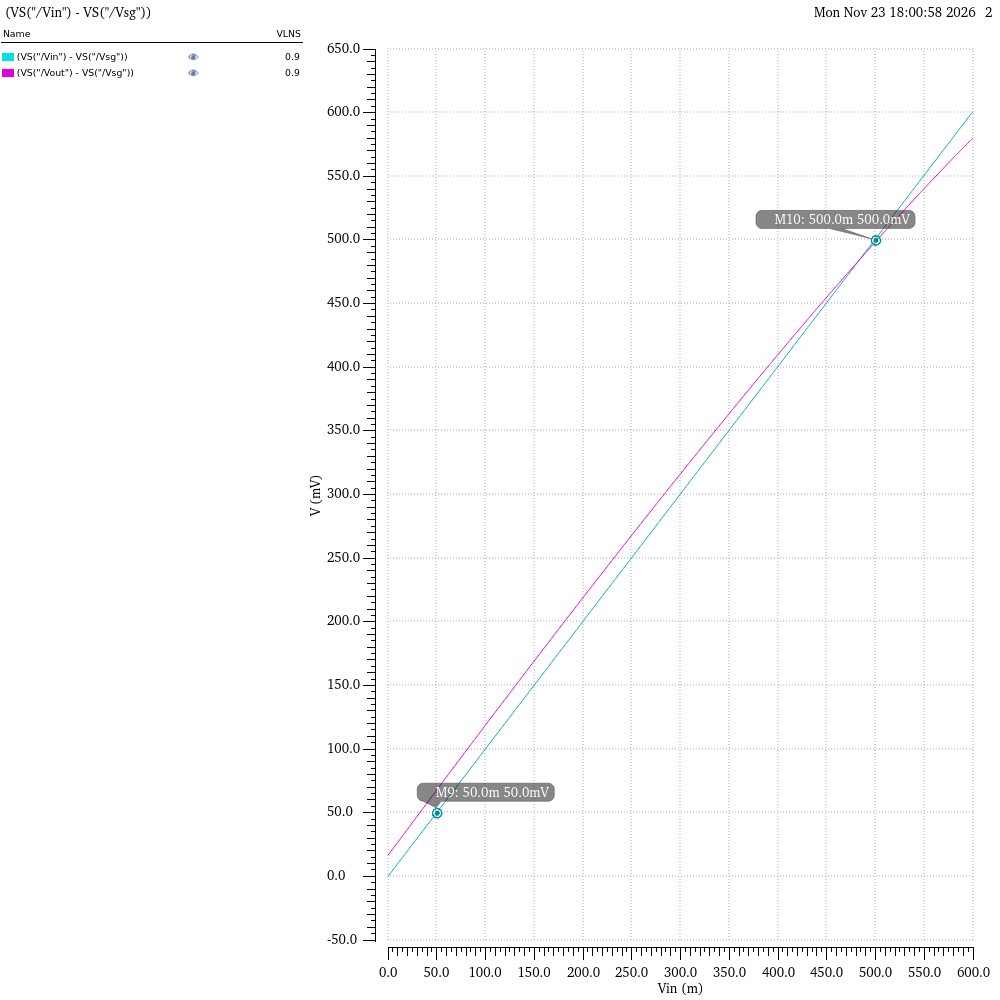 (VS("/Vin") - VS("/Vsg"))
Mon Nov 23 18:00:58 2026 2
Name VLNS
(VS("/Vin") - VS("/Vsg")) 0.9
(VS("/Vout") - VS("/Vsg")) 0.9
650.0
600.0
550.0
M10: 500.0m 500.0mV
500.0
450.0
400.0
350.0
300.0
V (mV)
250.0
200.0
150.0
100.0
M9: 50.0m 50.0mV
50.0
0.0
-50.0
0.0 50.0 100.0 150.0 200.0 250.0 300.0 350.0 400.0 450.0 500.0 550.0 600.0
Vin (m)